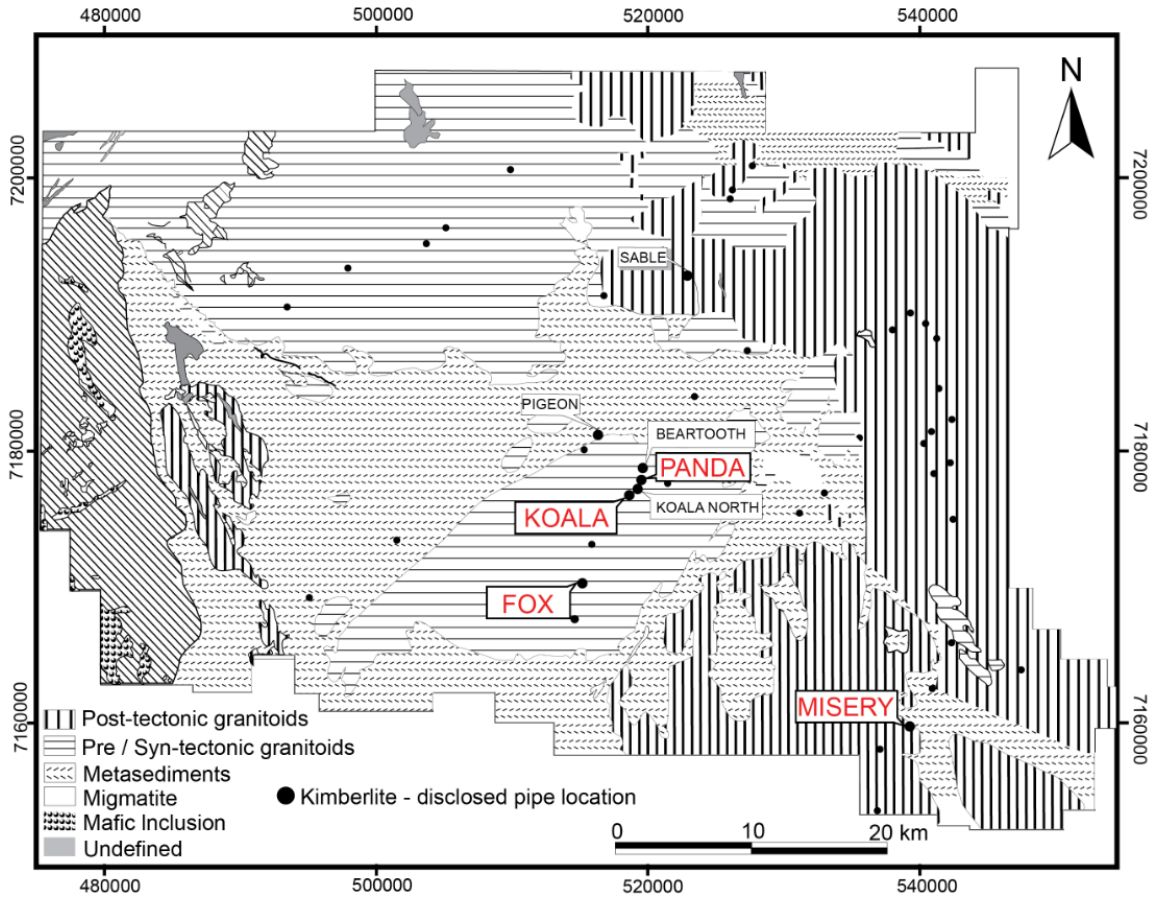 480000
500000
520000
540000
N
7200000
7200000
SABLE
PIGEON
BEARTOOTH
7180000
PANDA
7180000
KOALA
KOALA NORTH
FOX
MISERY
7160000
7160000
Post-tectonic granitoids
Pre / Syn-tectonic granitoids
Metasediments
Migmatite
Kimberlite - disclosed pipe location
Mafic Inclusion
0 10 20 km
Undefined
480000
500000
520000
540000